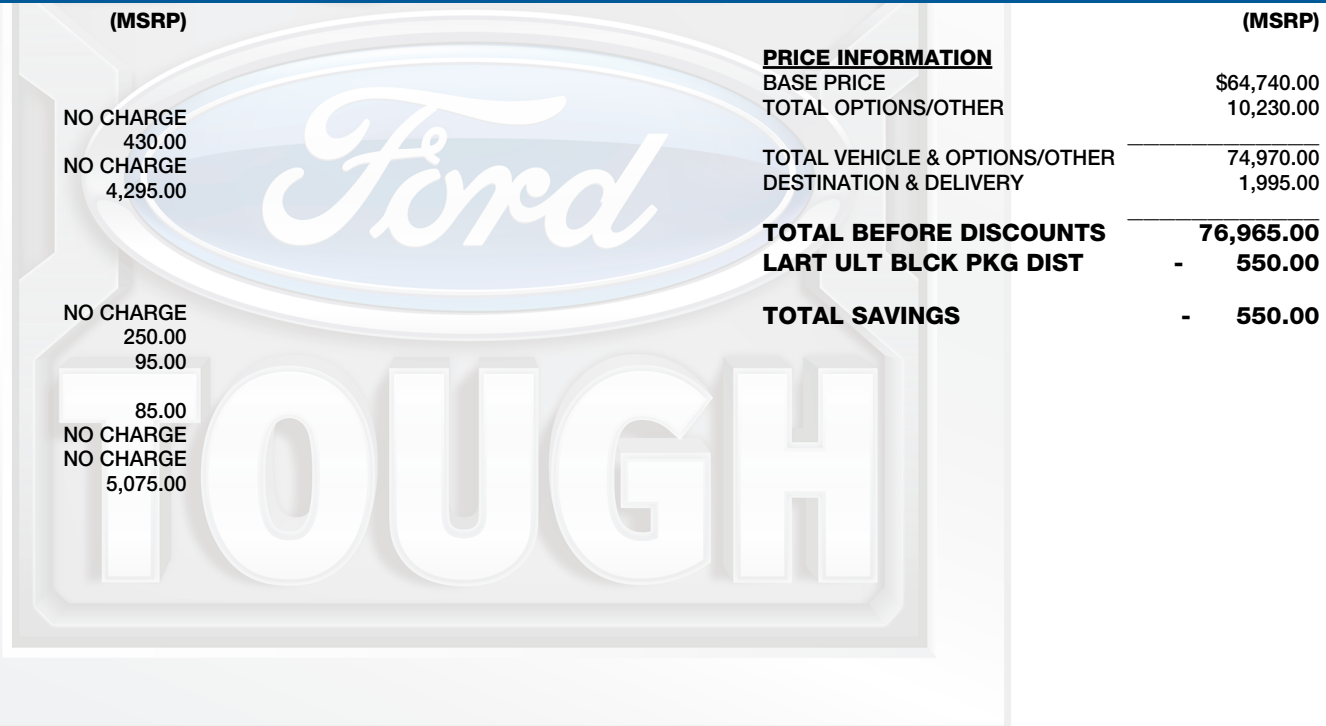 (MSRP)
NO CHARGE
430.00
NO CHARGE
4,295.00
NO CHARGE
250.00
95.00
85.00
NO CHARGE
NO CHARGE
5,075.00
Ford
TOUGH
(MSRP)
PRICE INFORMATION
BASE PRICE $64,740.00
TOTAL OPTIONS/OTHER 10,230.00
TOTAL VEHICLE & OPTIONS/OTHER 74,970.00
DESTINATION & DELIVERY 1,995.00
TOTAL BEFORE DISCOUNTS 76,965.00
LART ULT BLCK PKG DIST - 550.00
TOTAL SAVINGS - 550.00